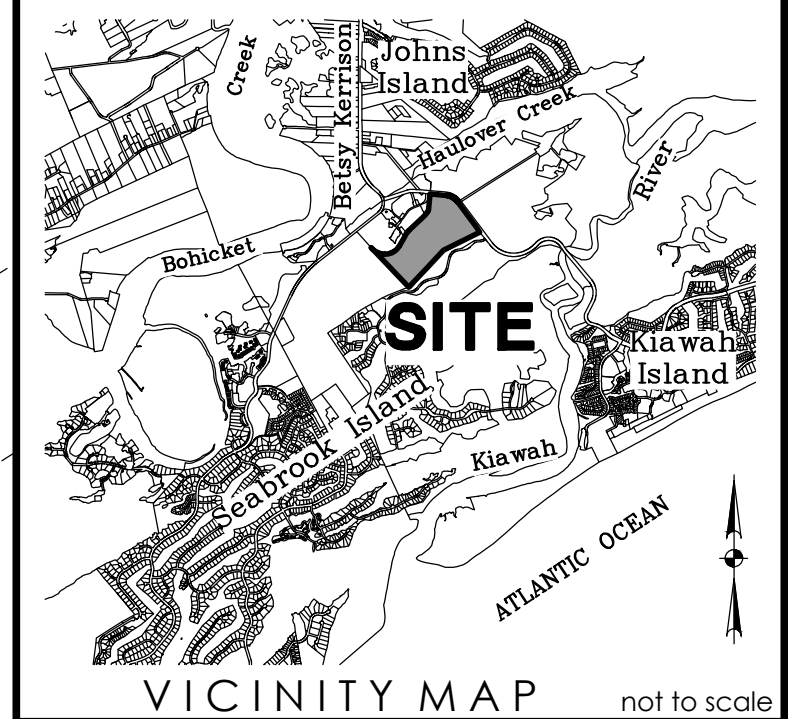 Johns
Island
Creek
Betsy Kerrison
Haulover Creek
River
Bohicket
SITE
Kiawah
Island
Seabrook Island
Kiawah
ATLANTIC OCEAN
VICINITY MAP
not to scale